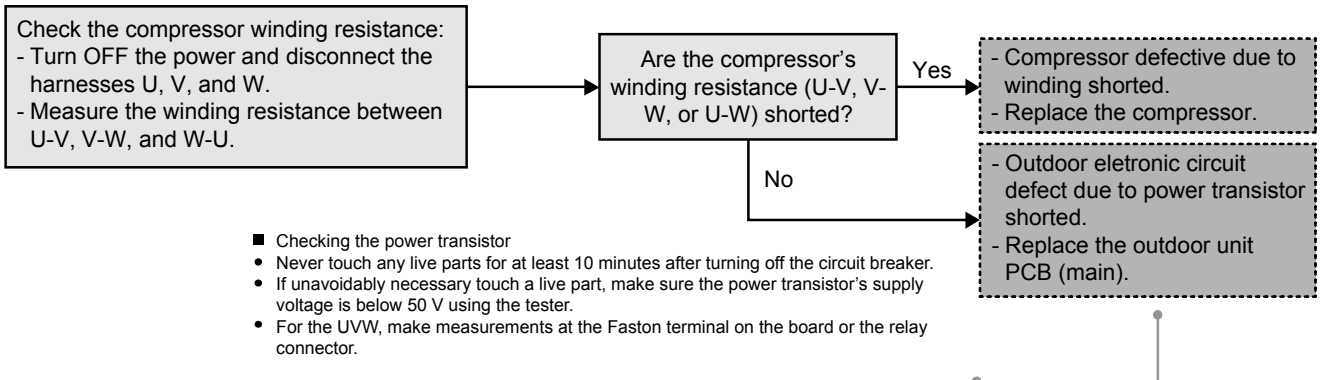 Check the compressor winding resistance:
- Turn OFF the power and disconnect the
harnesses U, V, and W.
- Measure the winding resistance between
U-V, V-W, and W-U.
Are the compressor's
winding resistance (U-V, V-
W, or U-W) shorted?
Yes
- Compressor defective due to
winding shorted.
- Replace the compressor.
No
- Outdoor eletronic circuit
defect due to power transistor
shorted.
- Replace the outdoor unit
PCB (main).
■ Checking the power transistor
• Never touch any live parts for at least 10 minutes after turning off the circuit breaker.
• If unavoidably necessary touch a live part, make sure the power transistor's supply
voltage is below 50 V using the tester.
• For the UVW, make measurements at the Faston terminal on the board or the relay
connector.